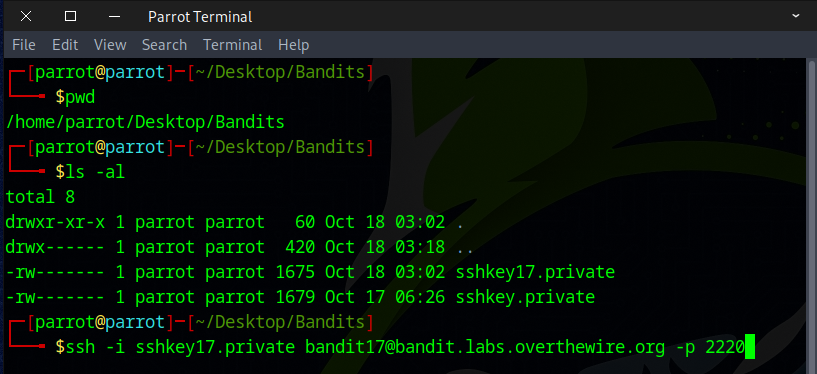 Parrot Terminal
File Edit View Search Terminal Help
┌─[parrot@parrot]─[~/Desktop/Bandits]
└──╼ $pwd
/home/parrot/Desktop/Bandits
┌─[parrot@parrot]─[~/Desktop/Bandits]
└──╼ $ls -al
total 8
drwxr-xr-x 1 parrot parrot   60 Oct 18 03:02 .
drwx------ 1 parrot parrot  420 Oct 18 03:18 ..
-rw------- 1 parrot parrot 1675 Oct 18 03:02 sshkey17.private
-rw------- 1 parrot parrot 1679 Oct 17 06:26 sshkey.private
┌─[parrot@parrot]─[~/Desktop/Bandits]
└──╼ $ssh -i sshkey17.private bandit17@bandit.labs.overthewire.org -p 2220